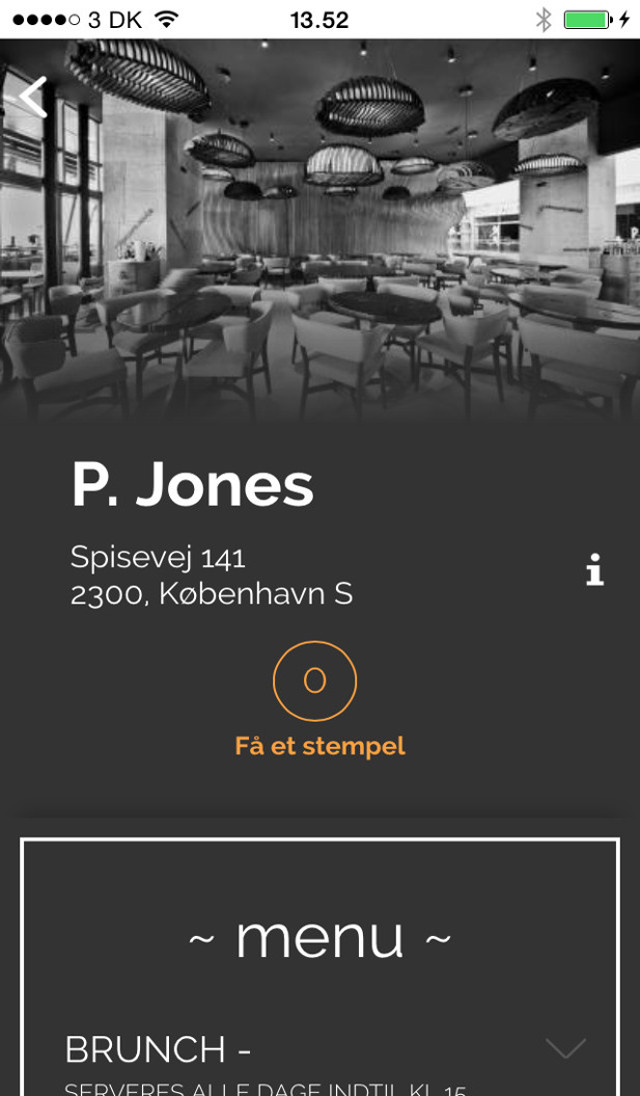 3 DK 13.52
P. Jones
Spisevej 141
2300, København S
0
Få et stempel
~ menu ~
BRUNCH -
SERVERES ALLE DAGE INDTIL KL 15